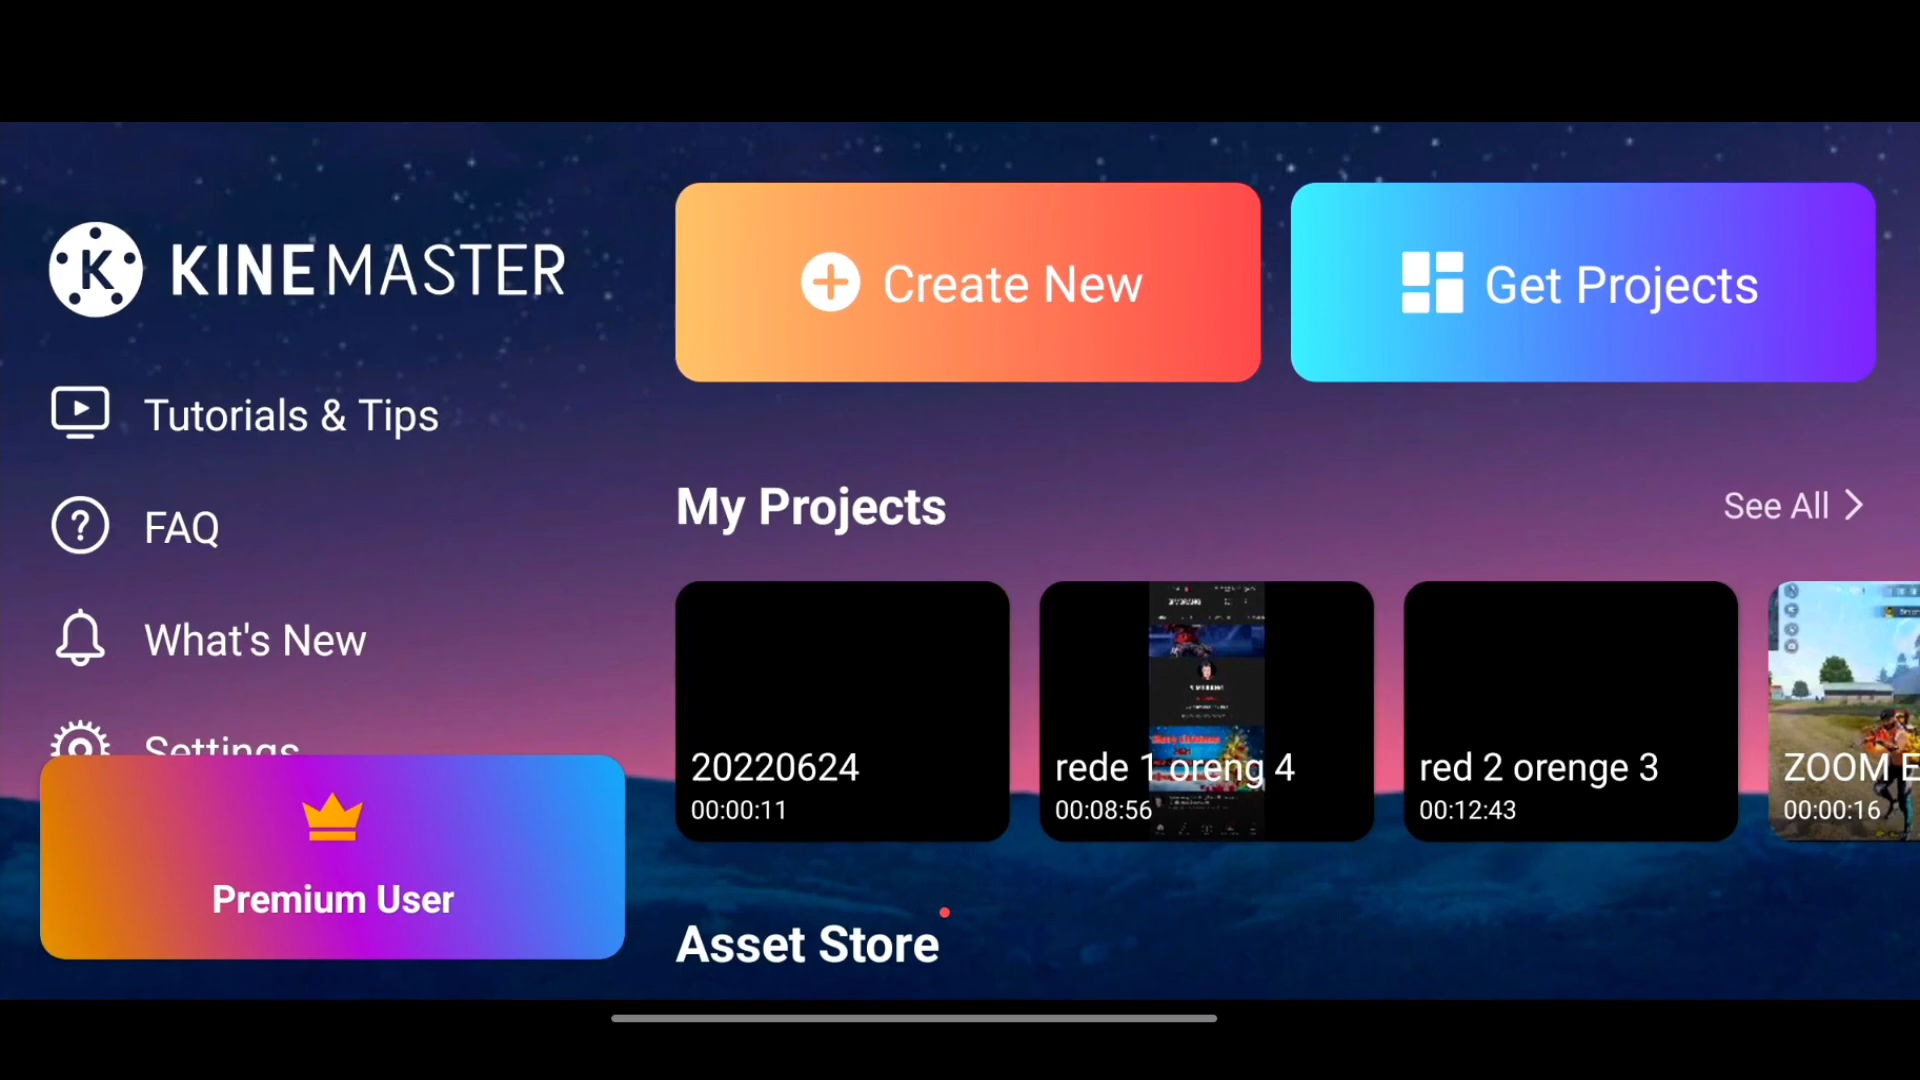 KINEMASTER
Tutorials & Tips
FAQ
What's New
Settings
Premium User
Create New
Get Projects
My Projects
See All
20220624
00:00:11
rede 1 oreng 4
00:08:56
red 2 orenge 3
00:12:43
ZOOM E
00:00:16
Asset Store